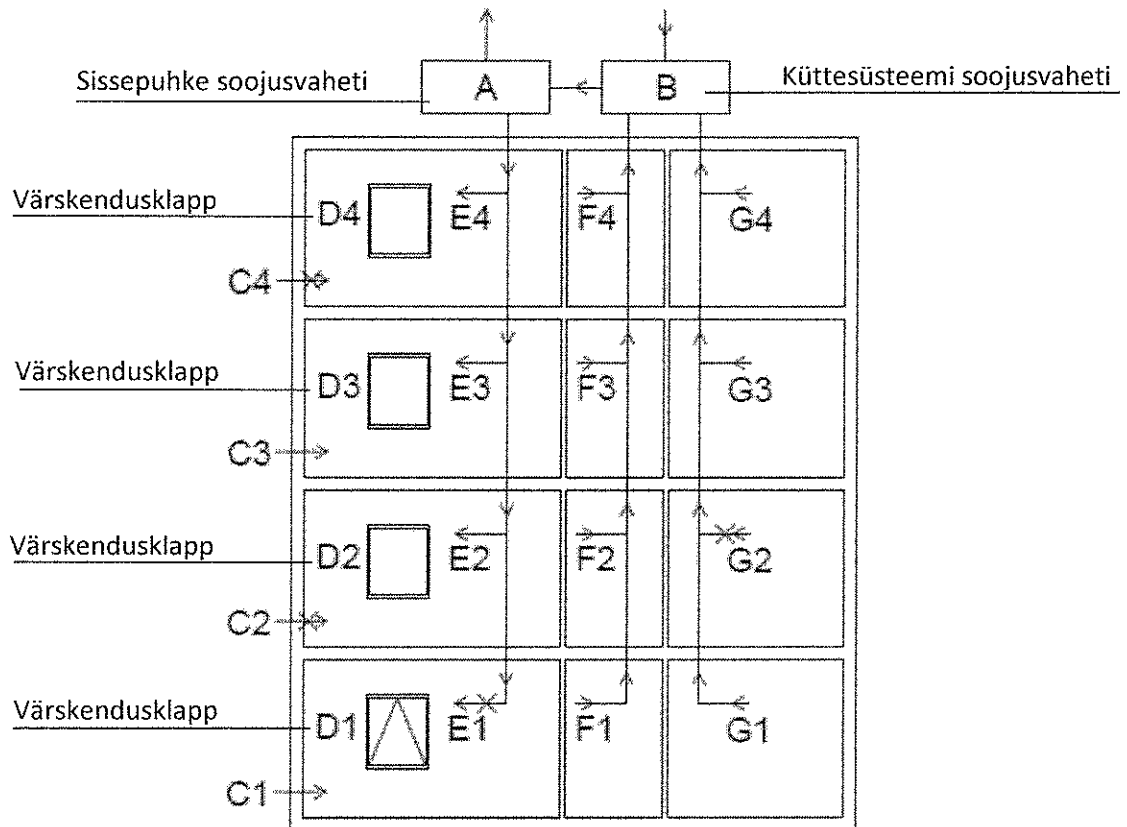 Sissepuhke soojusvaheti
A
B
Küttesüsteemi soojusvaheti
Värskendusklapp
D4
E4
F4
G4
C4
Värskendusklapp
D3
E3
F3
G3
C3
Värskendusklapp
D2
E2
F2
G2
C2
Värskendusklapp
D1
E1
F1
G1
C1